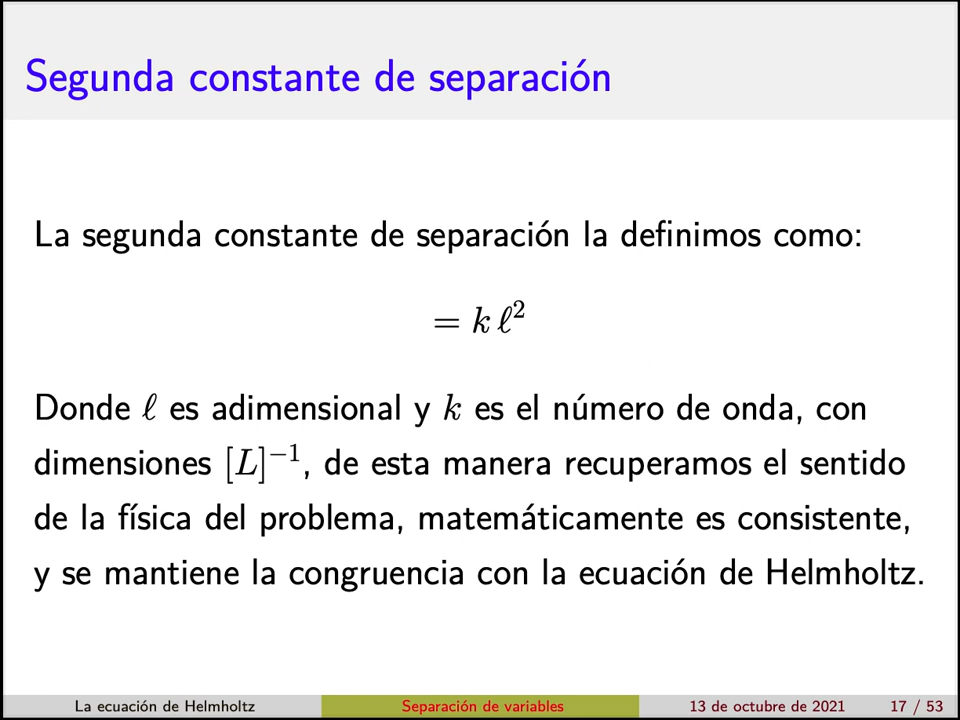 Segunda constante de separación
La segunda constante de separación la definimos como:
= k ℓ²
Donde ℓ es adimensional y k es el número de onda, con
dimensiones [L]⁻¹, de esta manera recuperamos el sentido
de la física del problema, matemáticamente es consistente,
y se mantiene la congruencia con la ecuación de Helmholtz.
La ecuación de Helmholtz Separación de variables 13 de octubre de 2021 17 / 53